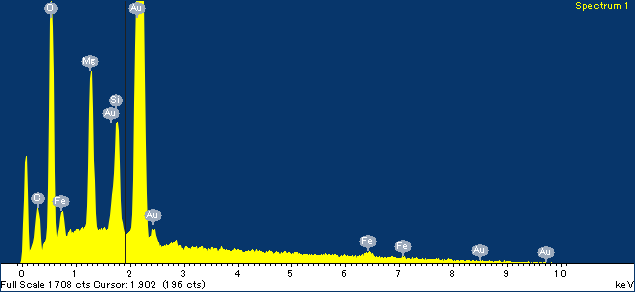 Spectrum 1
O Au
Mg
Si
Au
C Fe Au
Fe Fe Au Au
0 1 2 3 4 5 6 7 8 9 10
Full Scale 1708 cts Cursor: 1.902 (196 cts) keV